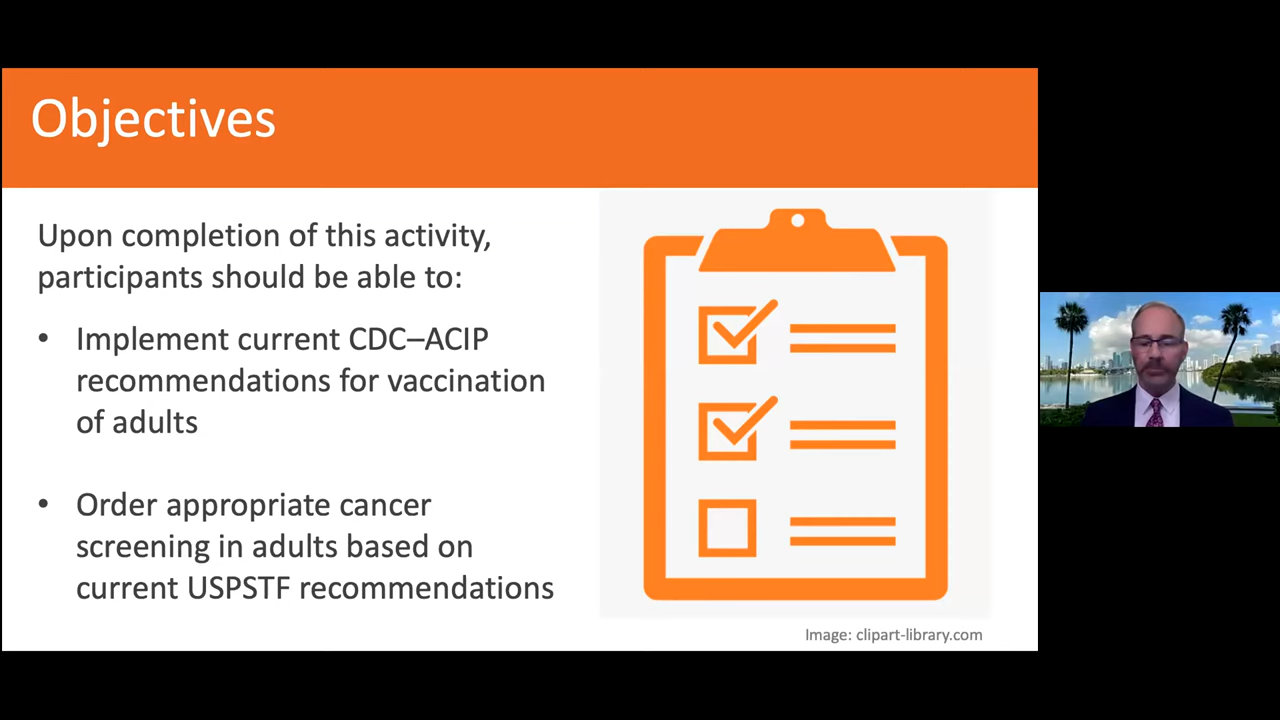 Objectives
Upon completion of this activity,
participants should be able to:
• Implement current CDC–ACIP
recommendations for vaccination
of adults
• Order appropriate cancer
screening in adults based on
current USPSTF recommendations
Image: clipart-library.com